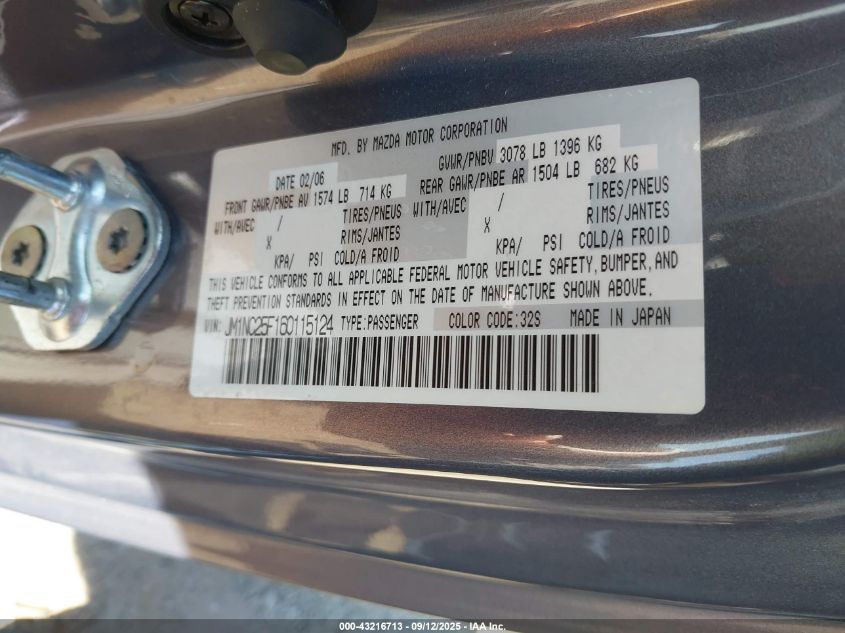 MFD. BY MAZDA MOTOR CORPORATION
DATE 02/06 GVWR/PNBV 3078 LB 1396 KG
FRONT GAWR/PNBE AV 1574 LB 714 KG REAR GAWR/PNBE AR 1504 LB 682 KG
WITH/AVEC / TIRES/PNEUS WITH/AVEC / TIRES/PNEUS
X RIMS/JANTES X RIMS/JANTES
KPA/ PSI COLD/A FROID KPA/ PSI COLD/A FROID
THIS VEHICLE CONFORMS TO ALL APPLICABLE FEDERAL MOTOR VEHICLE SAFETY, BUMPER, AND
THEFT PREVENTION STANDARDS IN EFFECT ON THE DATE OF MANUFACTURE SHOWN ABOVE.
VIN: JM1NC25F160115124 TYPE:PASSENGER COLOR CODE:32S MADE IN JAPAN
000-43216713 - 09/12/2025 - IAA Inc.